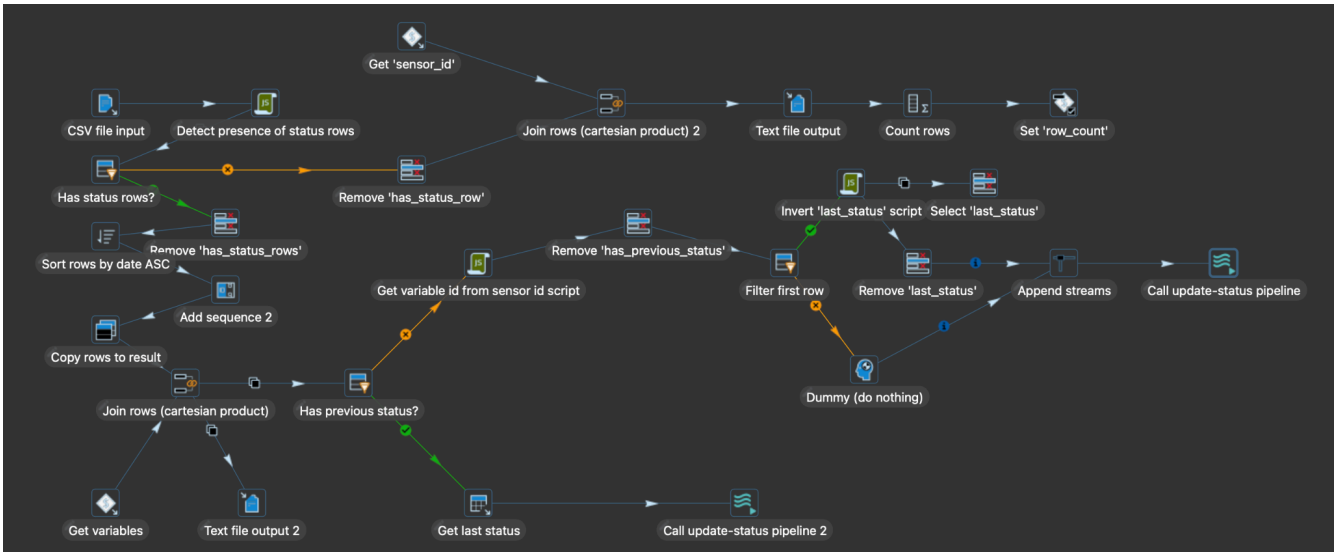 Get 'sensor_id'
CSV file input
Detect presence of status rows
Join rows (cartesian product) 2
Text file output
Count rows
Set 'row_count'
Has status rows?
Remove 'has_status_row'
Invert 'last_status' script
Select 'last_status'
Remove 'has_status_rows'
Remove 'has_previous_status'
Sort rows by date ASC
Get variable id from sensor id script
Filter first row
Remove 'last_status'
Append streams
Call update-status pipeline
Add sequence 2
Copy rows to result
Dummy (do nothing)
Join rows (cartesian product)
Has previous status?
Get variables
Text file output 2
Get last status
Call update-status pipeline 2